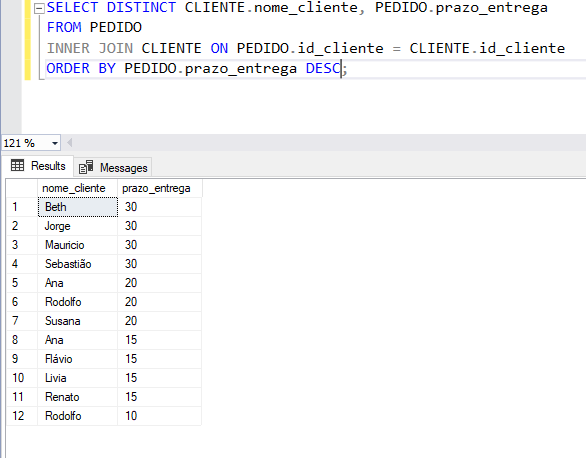 SELECT DISTINCT CLIENTE.nome_cliente, PEDIDO.prazo_entrega
FROM PEDIDO
INNER JOIN CLIENTE ON PEDIDO.id_cliente = CLIENTE.id_cliente
ORDER BY PEDIDO.prazo_entrega DESC;
121 %
Results Messages
nome_cliente prazo_entrega
1 Beth 30
2 Jorge 30
3 Mauricio 30
4 Sebastião 30
5 Ana 20
6 Rodolfo 20
7 Susana 20
8 Ana 15
9 Flávio 15
10 Livia 15
11 Renato 15
12 Rodolfo 10